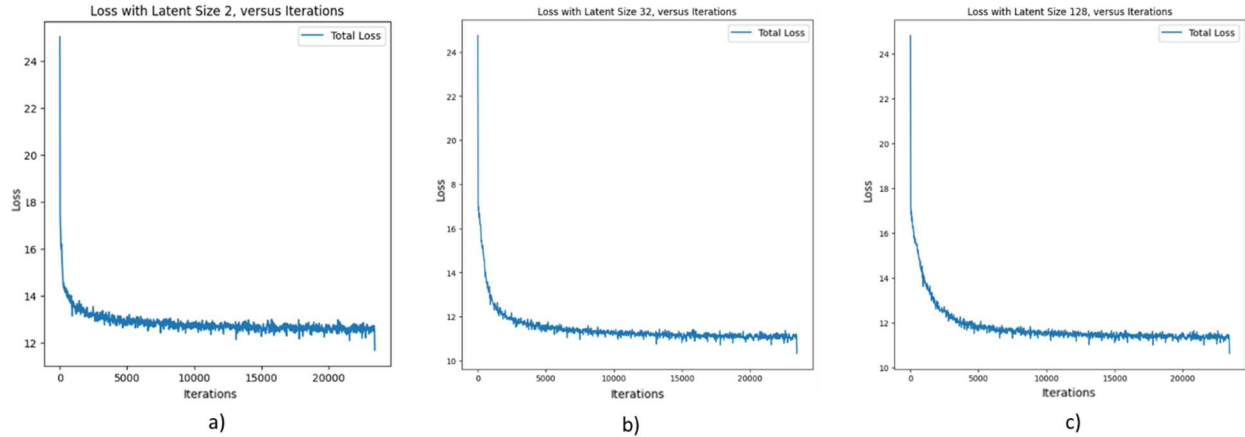 Loss with Latent Size 2, versus Iterations
Total Loss
24
22
20
18
16
14
12
Loss
0 5000 10000 15000 20000
Iterations
a)
Loss with Latent Size 32, versus Iterations
Total Loss
24
22
20
8
16
14
12
10
Loss
0 5000 10000 15000 20000
Iterations
b)
Loss with Latent Size 128, versus Iterations
Total Loss
24
22
20
18
16
14
12
10
Loss
0 5000 10000 15000 20000
Iterations
c)